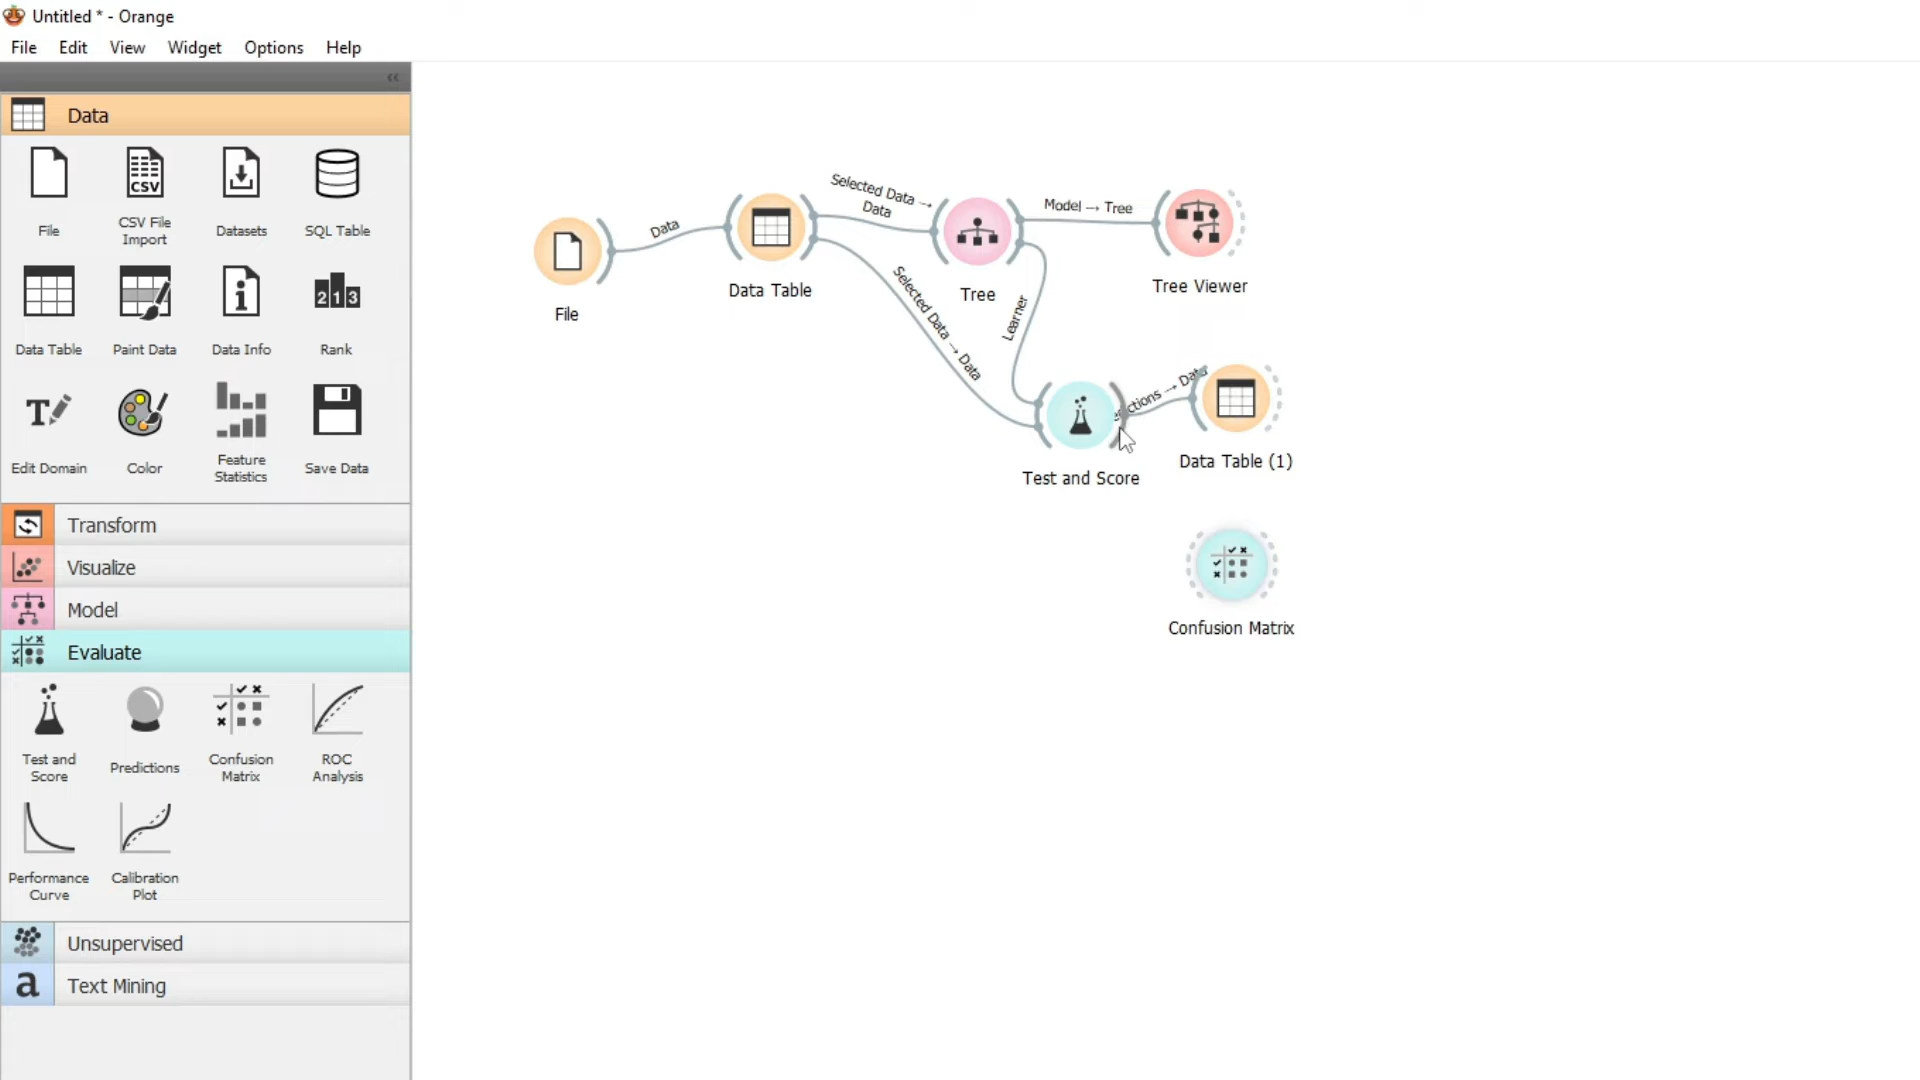 Untitled * - Orange
File Edit View Widget Options Help
Data
File
CSV File
Import
Datasets
SQL Table
Data Table
Paint Data
Data Info
Rank
Edit Domain
Color
Feature
Statistics
Save Data
Transform
Visualize
Model
Evaluate
Test and
Score
Predictions
Confusion
Matrix
ROC
Analysis
Performance
Curve
Calibration
Plot
Unsupervised
Text Mining
File
Data
Data Table
Selected Data →
Data
Tree
Model → Tree
Tree Viewer
Selected Data → Data
Learner
Test and Score
→ Data
Data Table (1)
Confusion Matrix